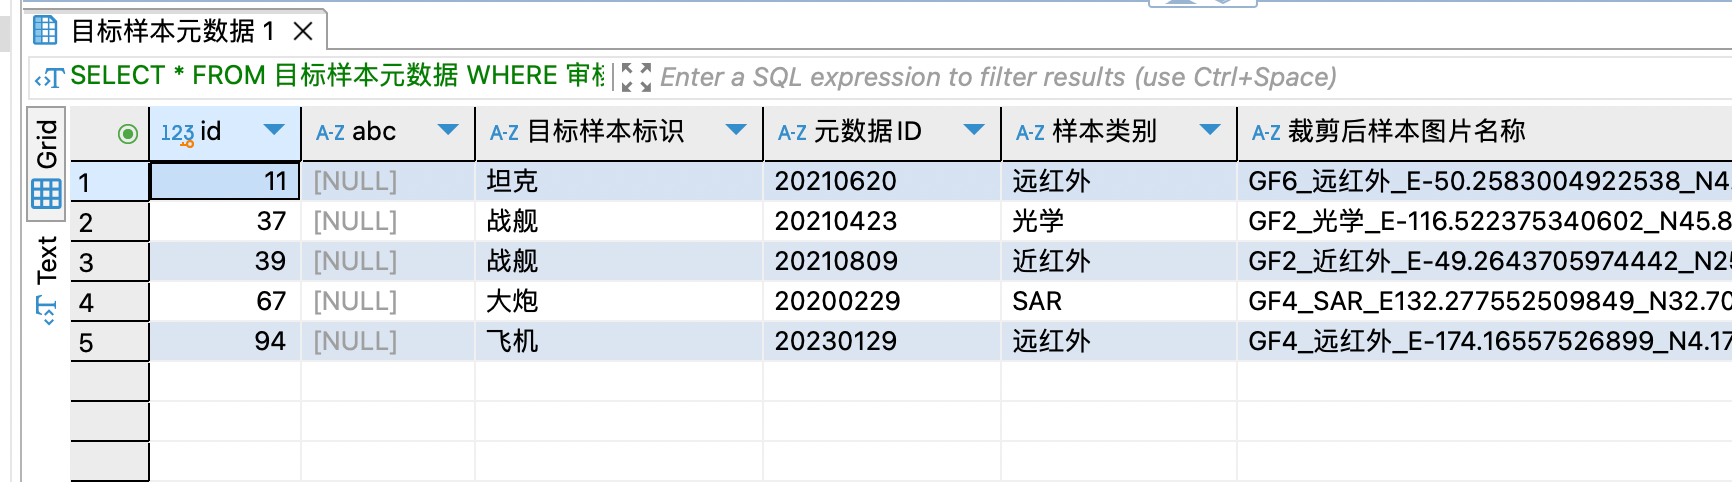 目标样本元数据 1
SELECT * FROM 目标样本元数据 WHERE 审 Enter a SQL expression to filter results (use Ctrl+Space)
Grid
Text
123 id A-Z abc A-Z 目标样本标识 A-Z 元数据ID A-Z 样本类别 A-Z 裁剪后样本图片名称
1 11 [NULL] 坦克 20210620 远红外 GF6_远红外_E-50.2583004922538_N4
2 37 [NULL] 战舰 20210423 光学 GF2_光学_E-116.522375340602_N45.8
3 39 [NULL] 战舰 20210809 近红外 GF2_近红外_E-49.2643705974442_N25
4 67 [NULL] 大炮 20200229 SAR GF4_SAR_E132.277552509849_N32.70
5 94 [NULL] 飞机 20230129 远红外 GF4_远红外_E-174.16557526899_N4.17